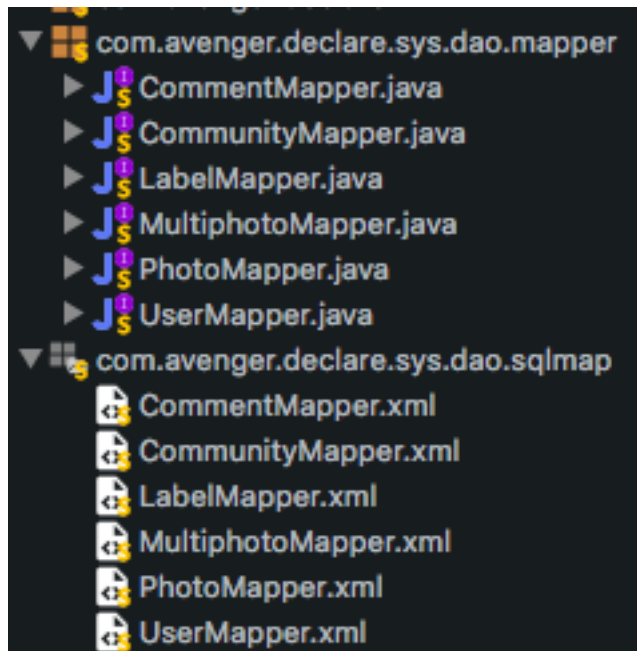 com.avenger.declare.sys.dao.mapper
CommentMapper.java
CommunityMapper.java
LabelMapper.java
MultiphotoMapper.java
PhotoMapper.java
UserMapper.java
com.avenger.declare.sys.dao.sqlmap
CommentMapper.xml
CommunityMapper.xml
LabelMapper.xml
MultiphotoMapper.xml
PhotoMapper.xml
UserMapper.xml